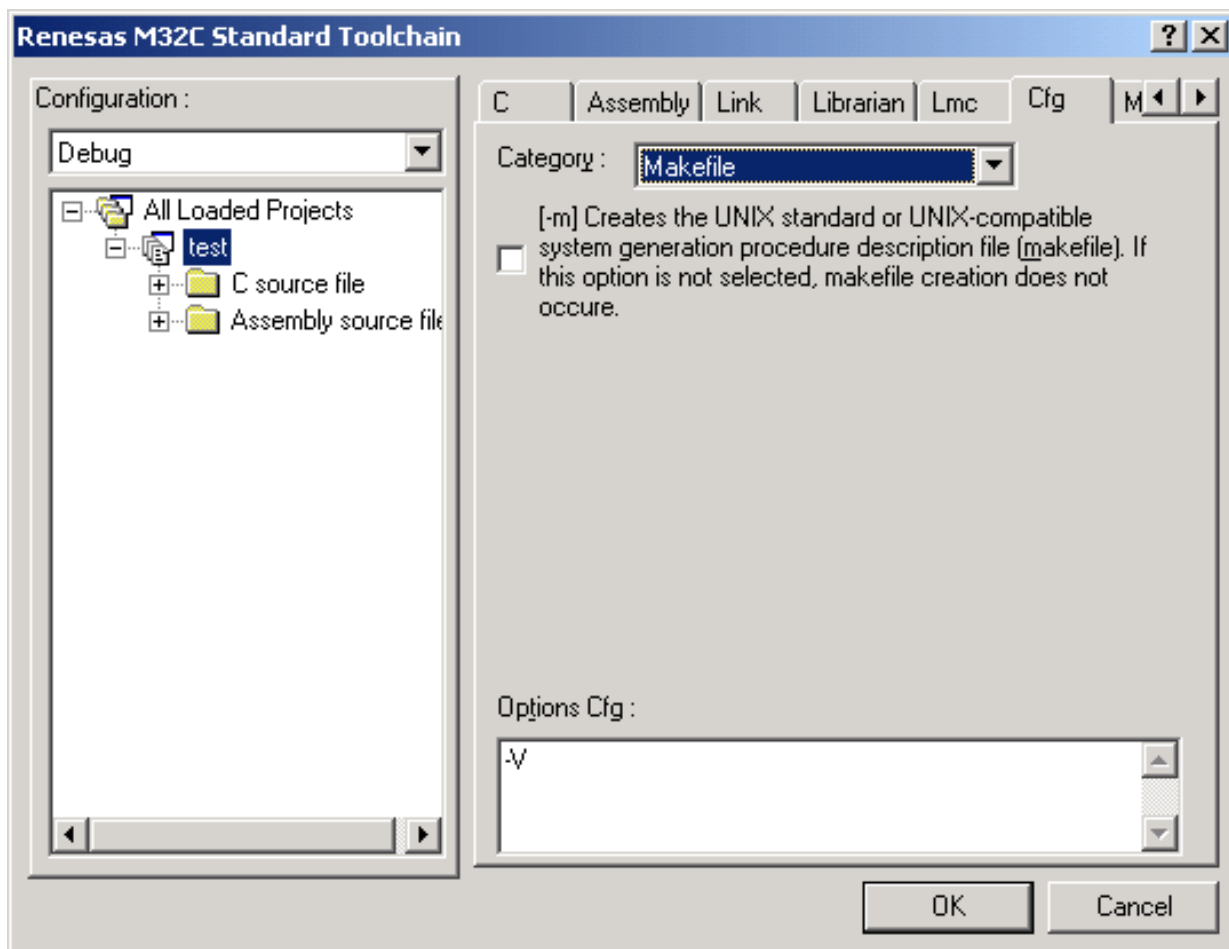 Renesas M32C Standard Toolchain
Configuration :
Debug
All Loaded Projects
test
C source file
Assembly source file
C Assembly Link Librarian Lmc Cfg M
Category : Makefile
[-m] Creates the UNIX standard or UNIX-compatible
system generation procedure description file (makefile). If
this option is not selected, makefile creation does not
occure.
Options Cfg :
-V
OK Cancel